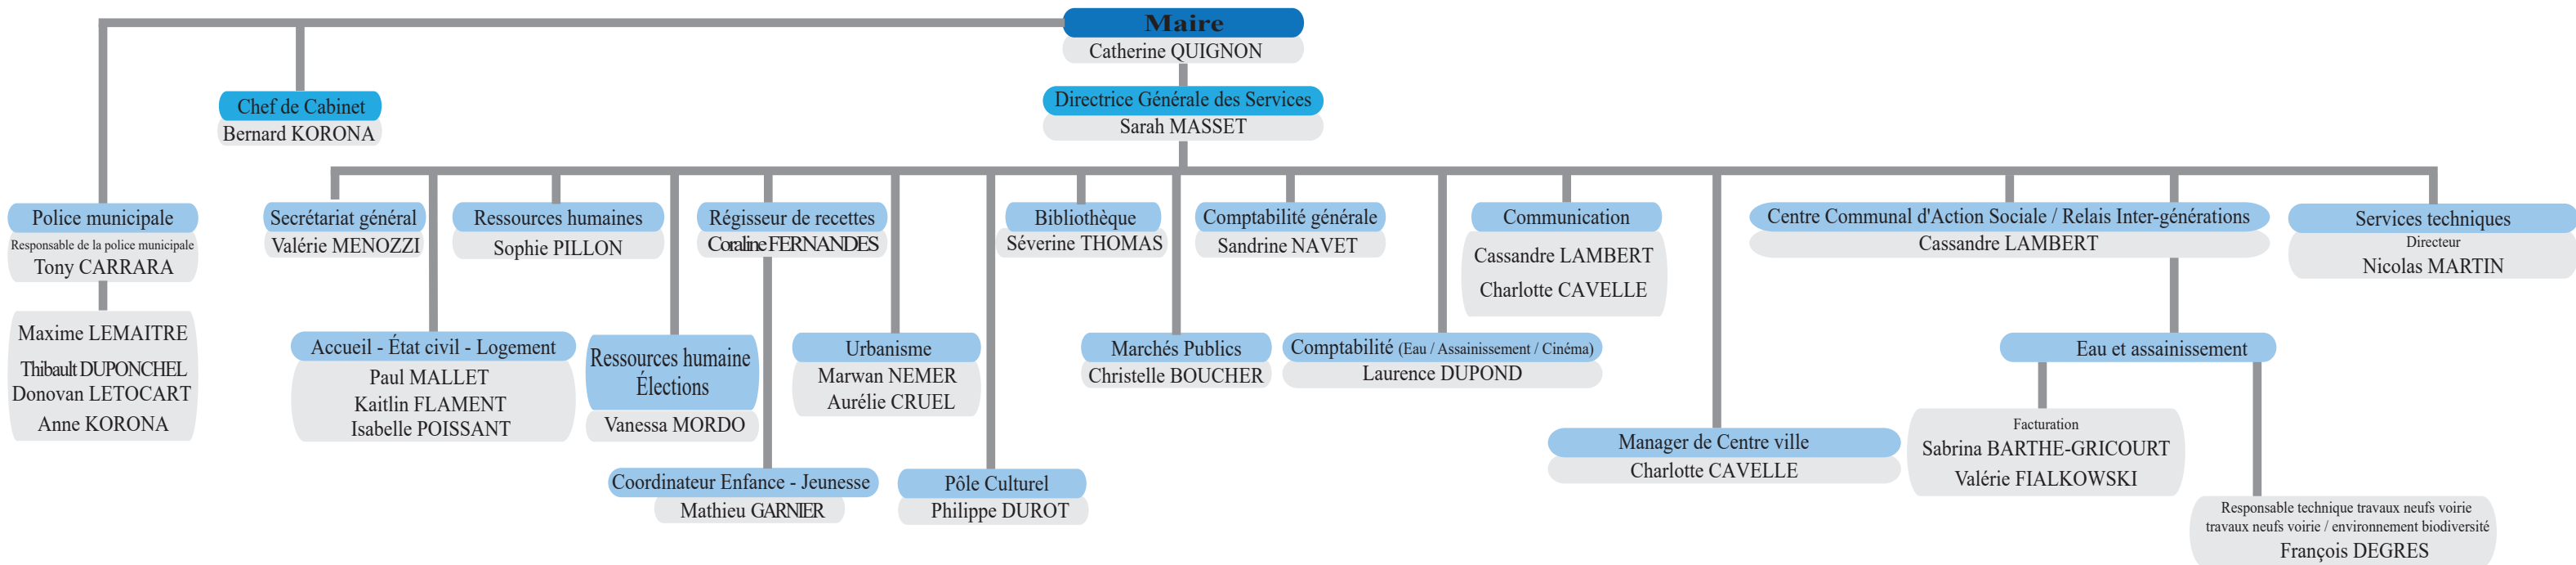 Maire
Catherine QUIGNON
Chef de Cabinet
Bernard KORONA
Directrice Générale des Services
Sarah MASSET
Police municipale
Responsable de la police municipale
Tony CARRARA
Maxime LEMAITRE
Thibault DUPONCHEL
Donovan LETOCART
Anne KORONA
Secrétariat général
Valérie MENOZZI
Accueil - État civil - Logement
Paul MALLET
Kaitlin FLAMENT
Isabelle POISSANT
Ressources humaines
Sophie PILLON
Ressources humaine
Élections
Vanessa MORDO
Régisseur de recettes
Coraline FERNANDES
Coordinateur Enfance - Jeunesse
Mathieu GARNIER
Urbanisme
Marwan NEMER
Aurélie CRUEL
Pôle Culturel
Philippe DUROT
Bibliothèque
Séverine THOMAS
Marchés Publics
Christelle BOUCHER
Comptabilité générale
Sandrine NAVET
Comptabilité (Eau / Assainissement / Cinéma)
Laurence DUPOND
Communication
Cassandre LAMBERT
Charlotte CAVELLE
Manager de Centre ville
Charlotte CAVELLE
Centre Communal d'Action Sociale / Relais Inter-générations
Cassandre LAMBERT
Eau et assainissement
Facturation
Sabrina BARTHE-GRICOURT
Valérie FIALKOWSKI
Responsable technique travaux neufs voirie
travaux neufs voirie / environnement biodiversité
François DEGRES
Services techniques
Directeur
Nicolas MARTIN